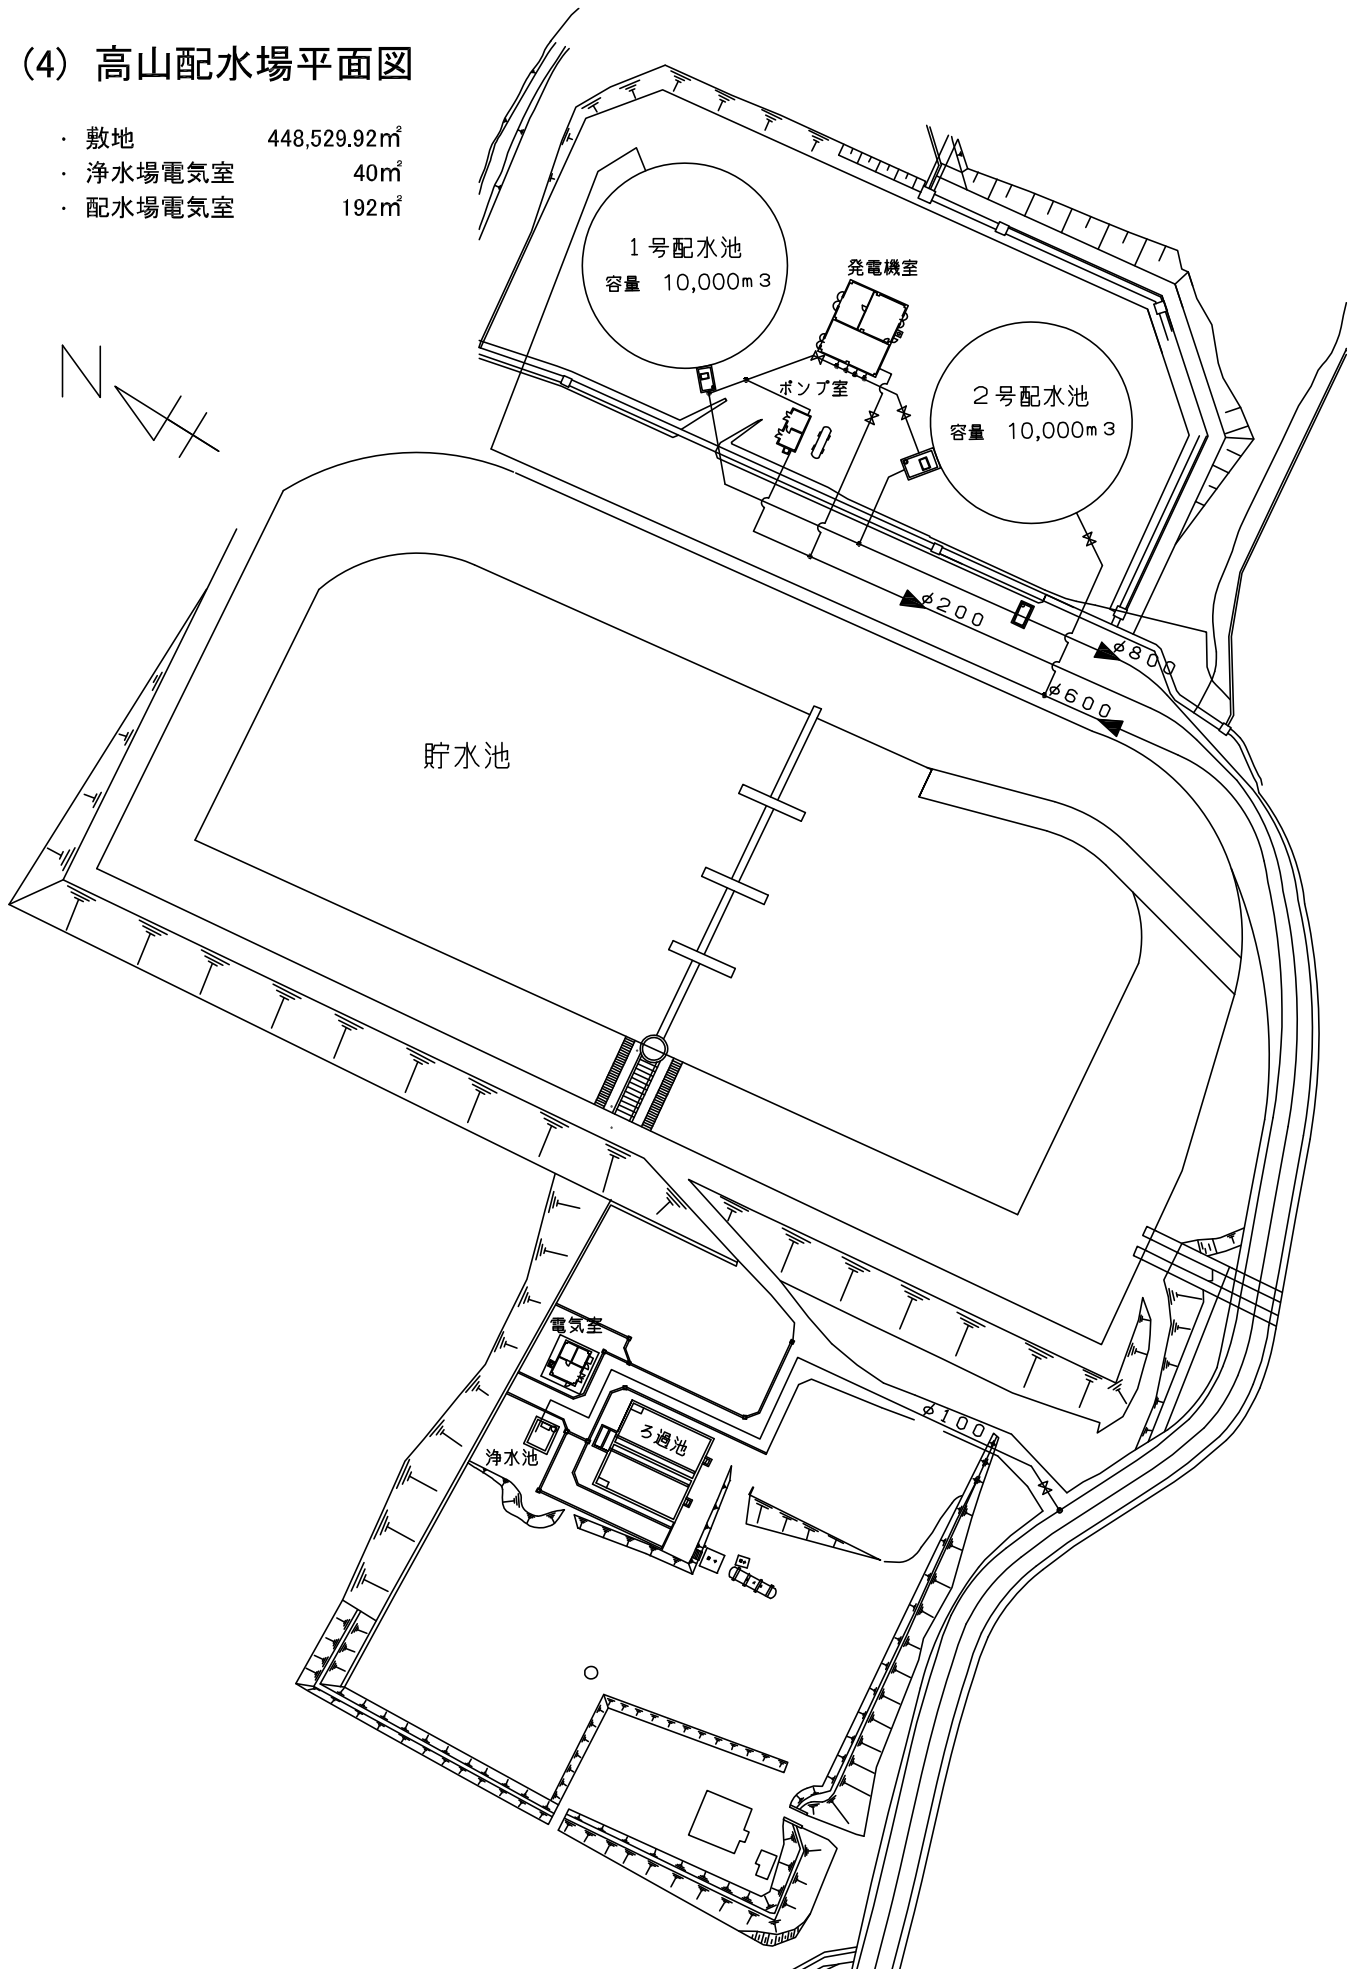 (4) 高山配水場平面図
・ 敷地 448,529.92㎡
・ 浄水場電気室 40㎡
・ 配水場電気室 192㎡
N
1号配水池
容量 10,000m3
発電機室
ポンプ室
2号配水池
容量 10,000m3
φ200
φ800
φ600
貯水池
電気室
φ100
ろ過池
浄水池